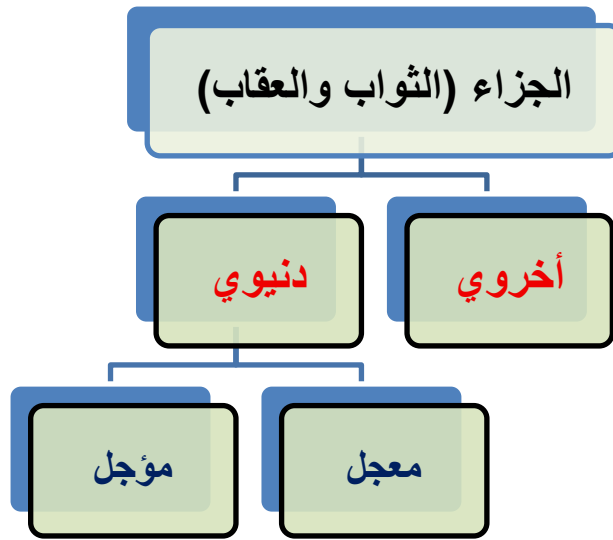 الجزاء (الثواب والعقاب)
أخروي
دنيوي
معجل
مؤجل